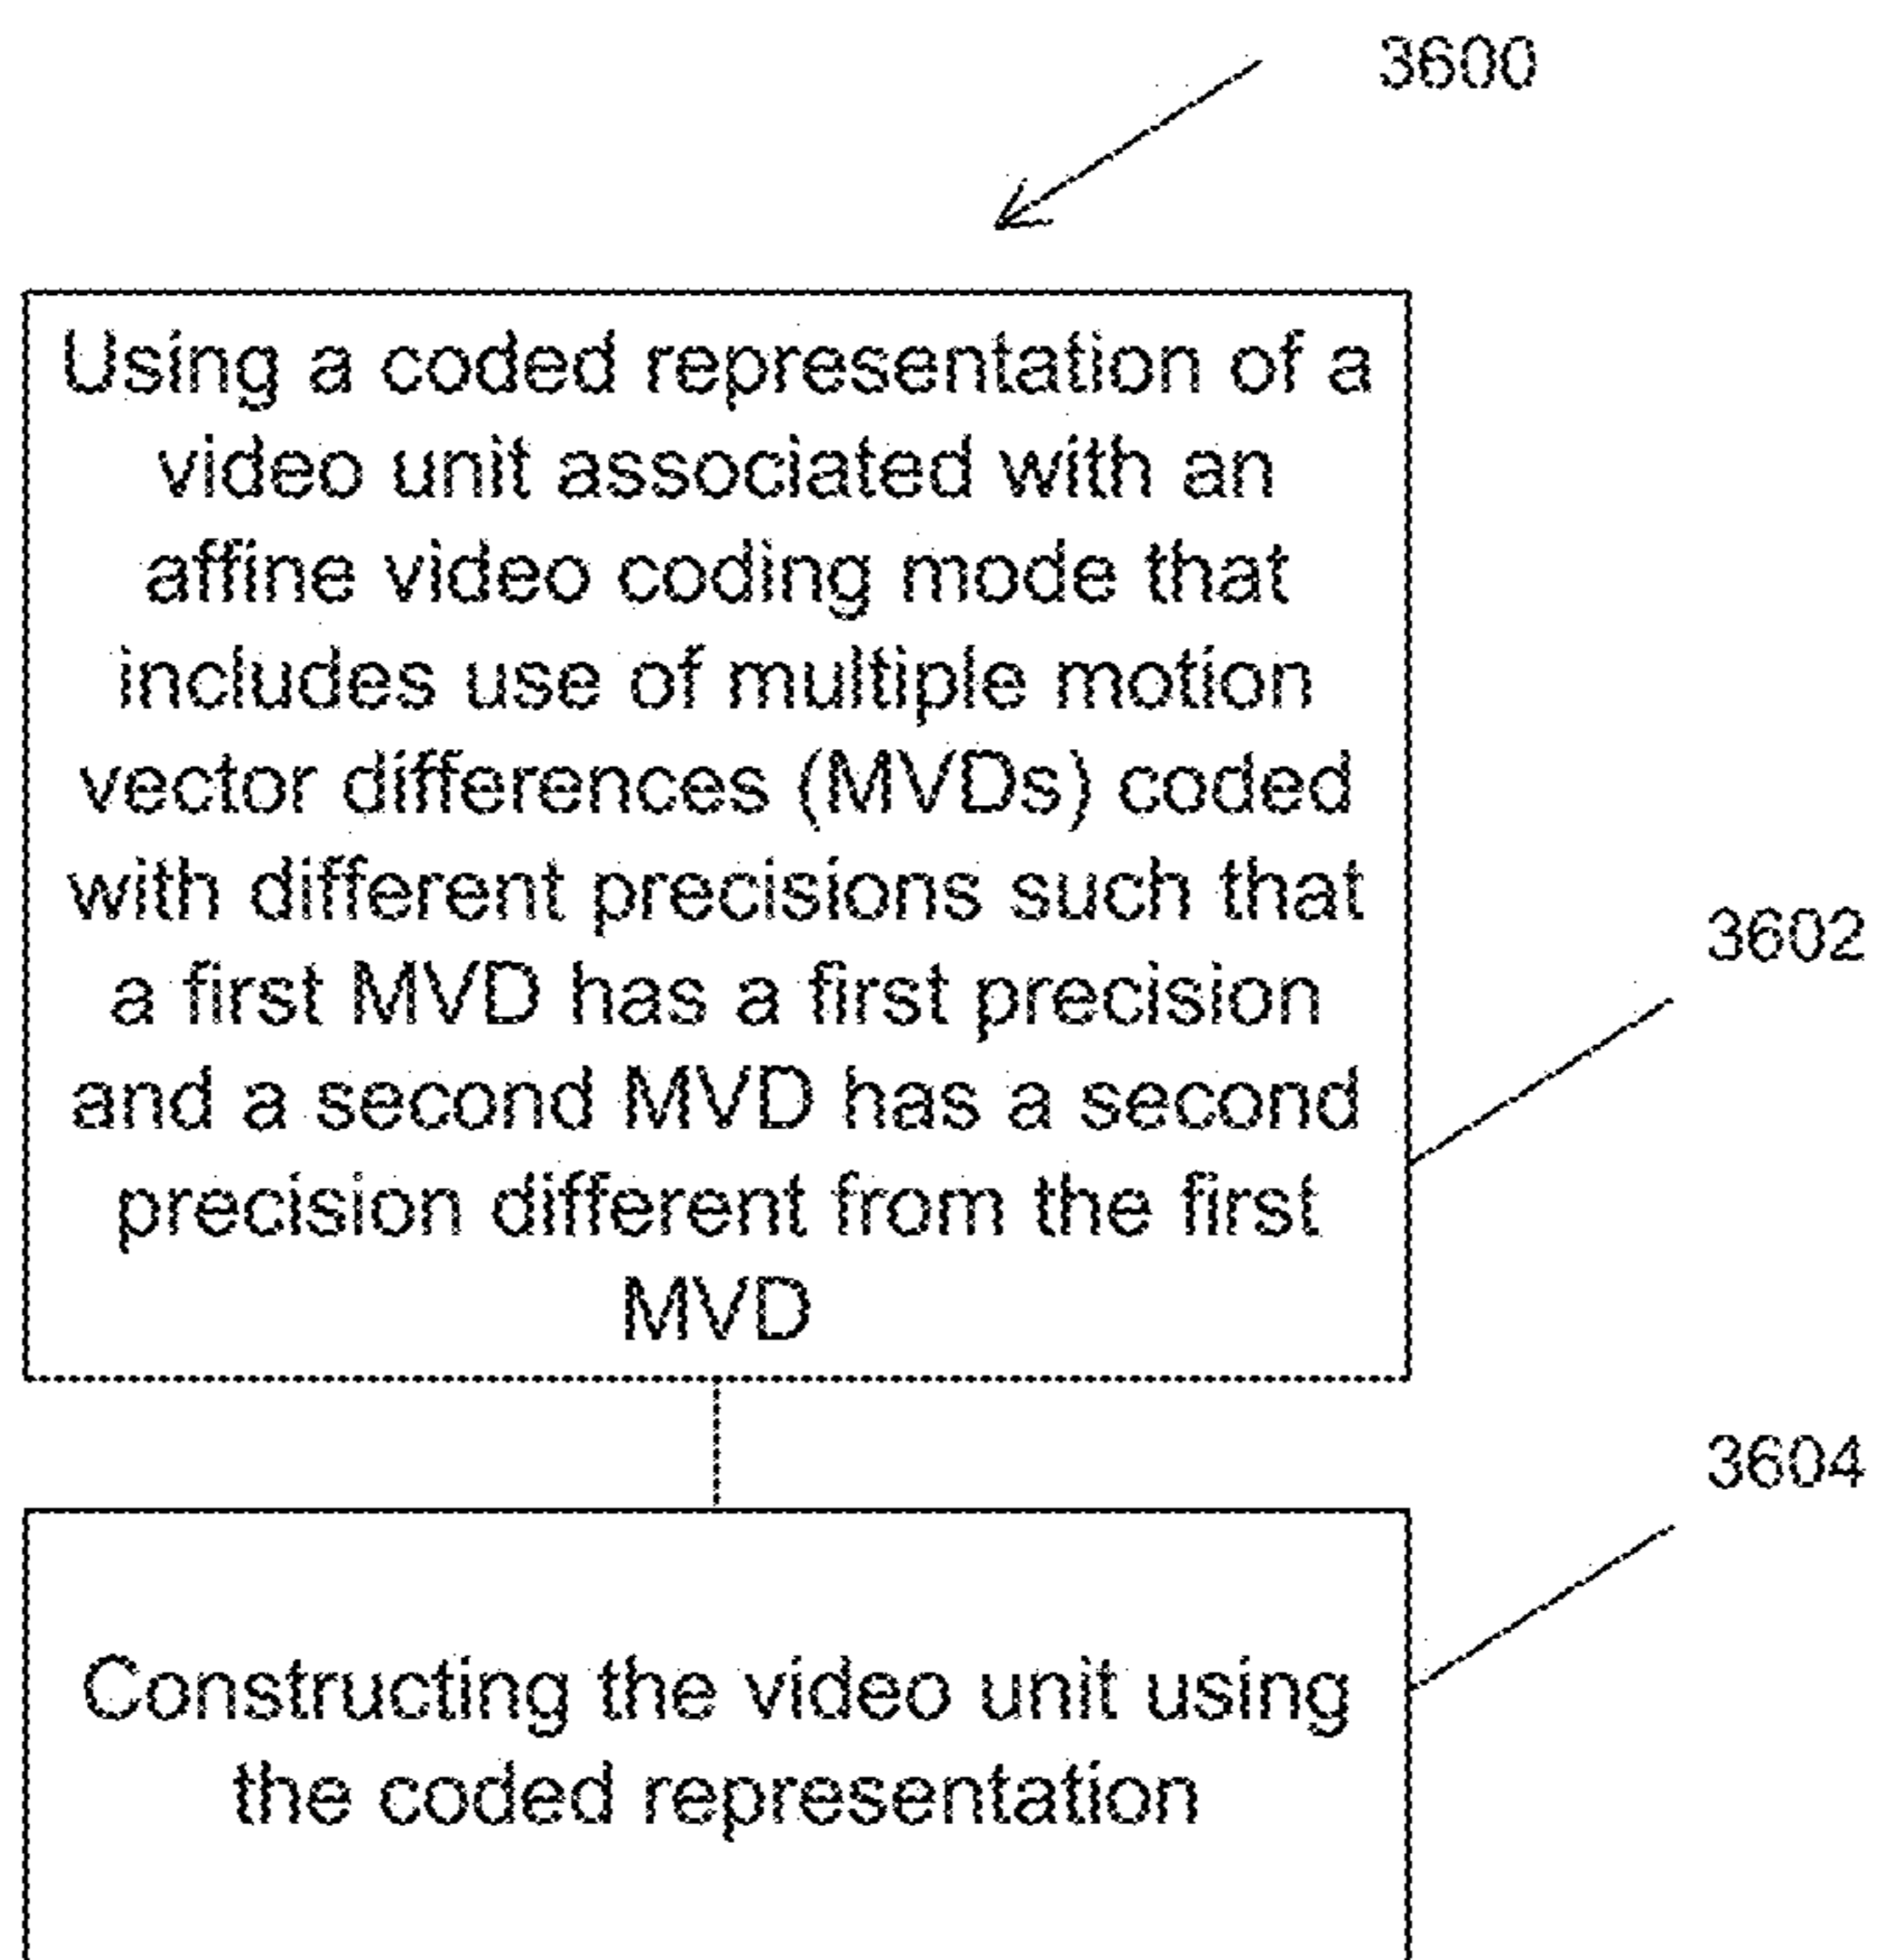 3600
Using a coded representation of a
video unit associated with an
affine video coding mode that
includes use of multiple motion
vector differences (MVDs) coded
with different precisions such that
a first MVD has a first precision
and a second MVD has a second
precision different from the first
MVD
3602
3604
Constructing the video unit using
the coded representation